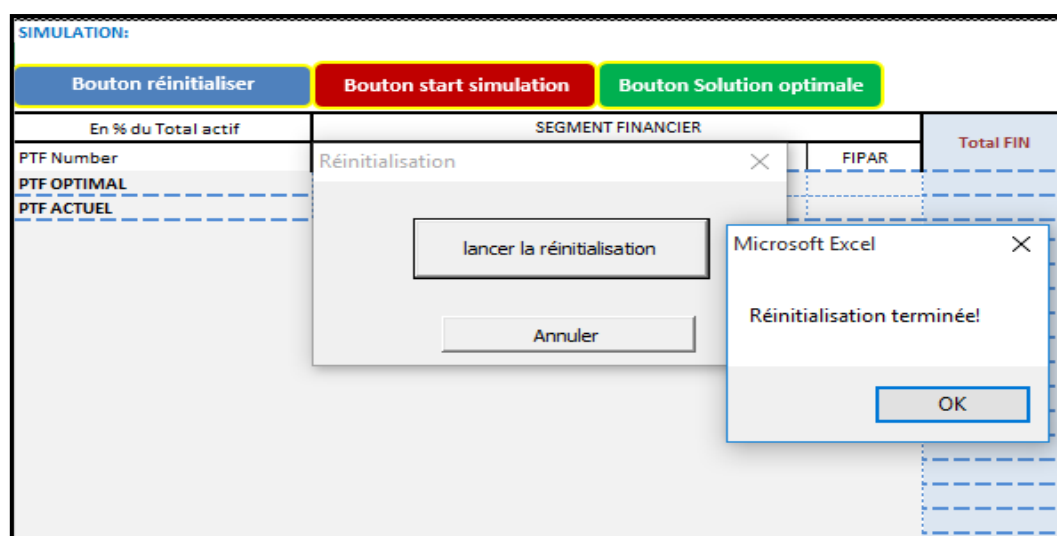 SIMULATION:
Bouton réinitialiser Bouton start simulation Bouton Solution optimale
En % du Total actif SEGMENT FINANCIER Total FIN
PTF Number FIPAR
PTF OPTIMAL
PTF ACTUEL
Réinitialisation
lancer la réinitialisation
Annuler
Microsoft Excel
Réinitialisation terminée!
OK